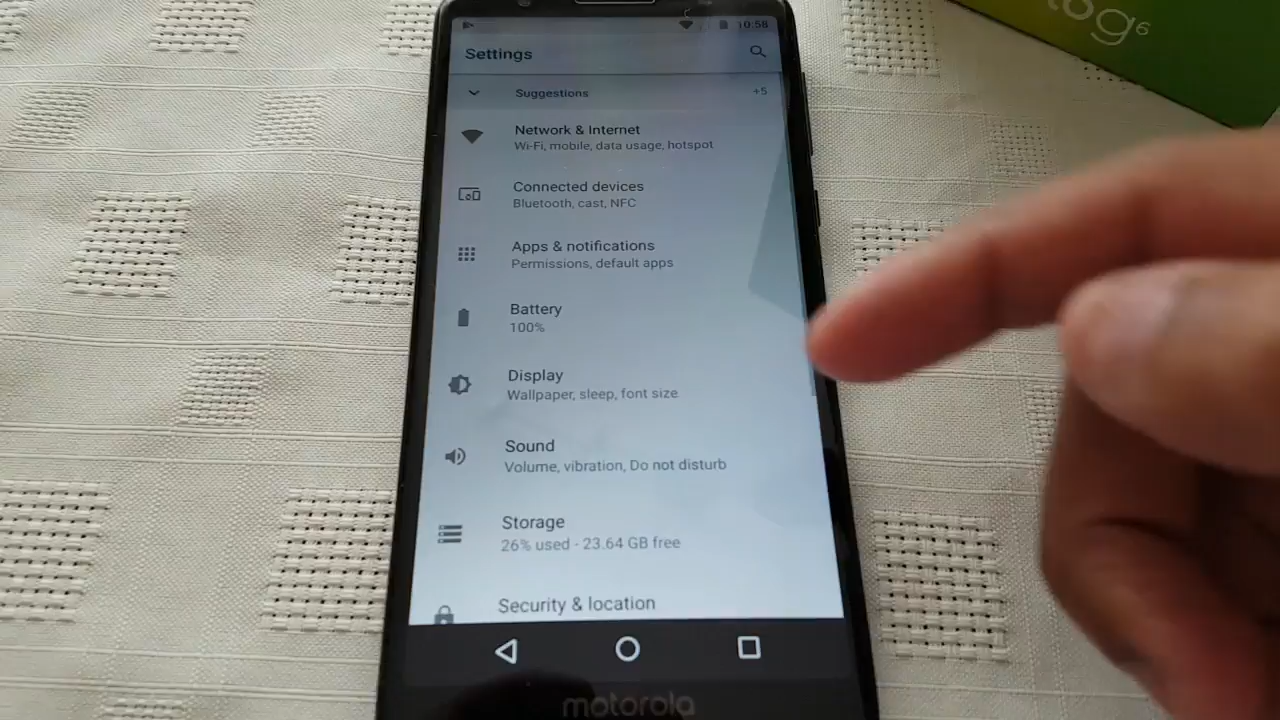 10:58
Settings
Suggestions +5
Network & Internet
Wi-Fi, mobile, data usage, hotspot
Connected devices
Bluetooth, cast, NFC
Apps & notifications
Permissions, default apps
Battery
100%
Display
Wallpaper, sleep, font size
Sound
Volume, vibration, Do not disturb
Storage
26% used - 23.64 GB free
Security & location
motorola
g6